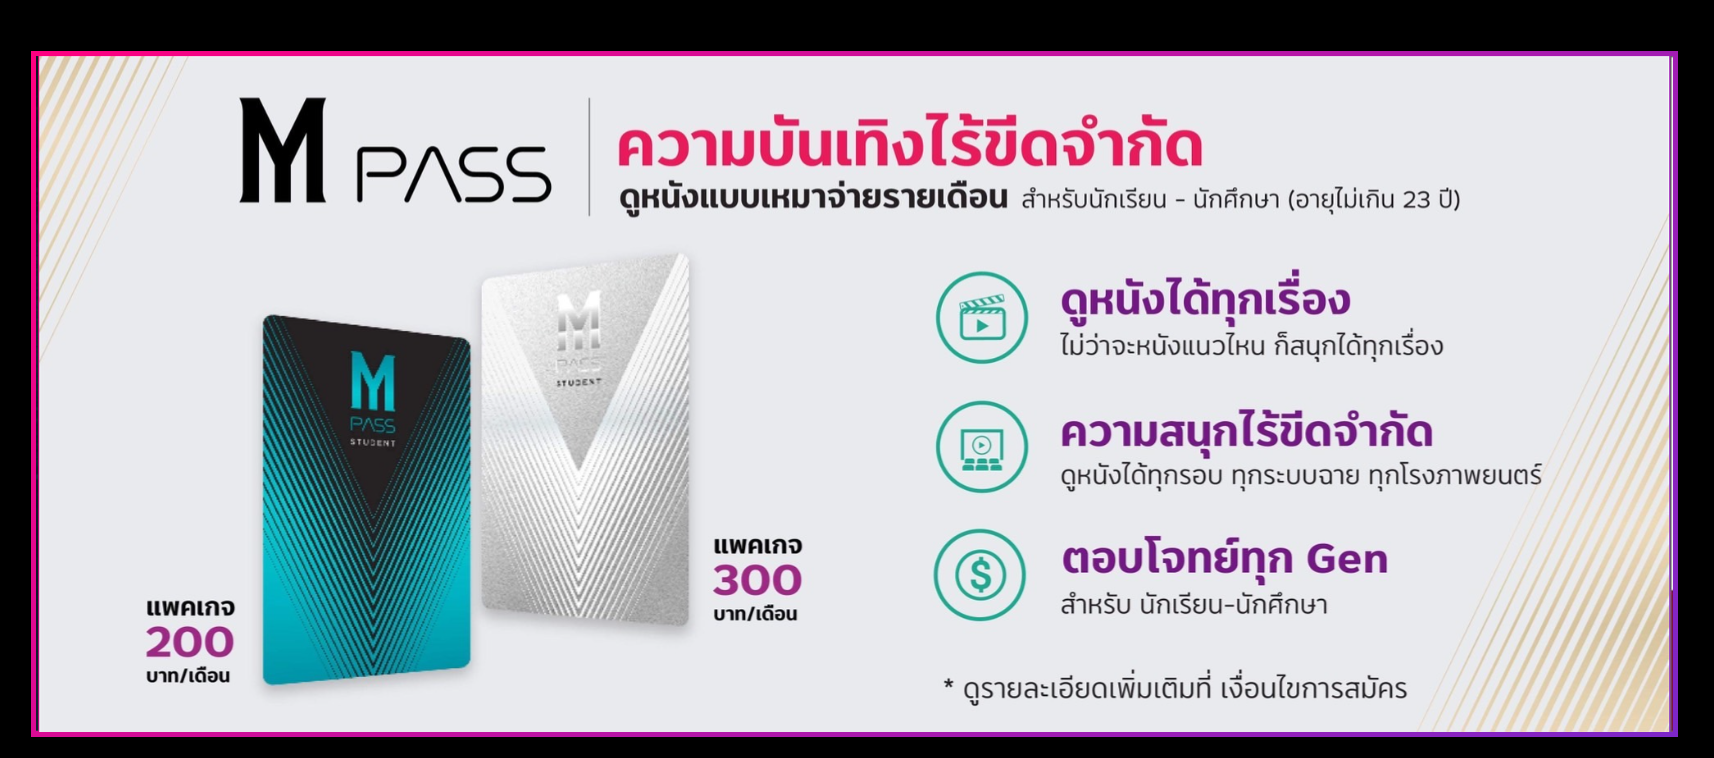 M PASS
ความบันเทิงไร้ขีดจำกัด
ดูหนังแบบเหมาจ่ายรายเดือน สำหรับนักเรียน - นักศึกษา (อายุไม่เกิน 23 ปี)
M
PASS
STUDENT
แพคเกจ
200
บาท/เดือน
M
PASS
STUDENT
แพคเกจ
300
บาท/เดือน
ดูหนังได้ทุกเรื่อง
ไม่ว่าจะหนังแนวไหน ก็สนุกได้ทุกเรื่อง
ความสนุกไร้ขีดจำกัด
ดูหนังได้ทุกรอบ ทุกระบบฉาย ทุกโรงภาพยนตร์
$
ตอบโจทย์ทุก Gen
สำหรับ นักเรียน-นักศึกษา
* ดูรายละเอียดเพิ่มเติมที่ เงื่อนไขการสมัคร